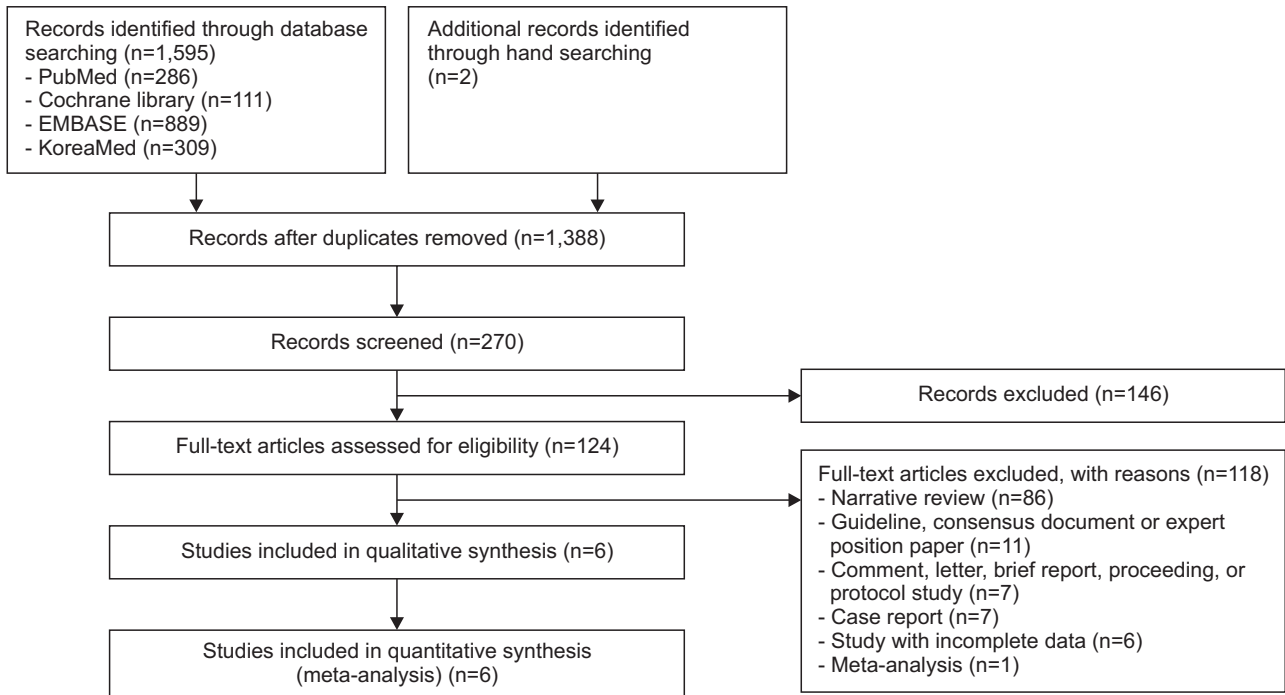 Records identified through database
searching (n=1,595)
- PubMed (n=286)
- Cochrane library (n=111)
- EMBASE (n=889)
- KoreaMed (n=309)
Additional records identified
through hand searching
(n=2)
Records after duplicates removed (n=1,388)
Records screened (n=270)
Records excluded (n=146)
Full-text articles assessed for eligibility (n=124)
Full-text articles excluded, with reasons (n=118)
- Narrative review (n=86)
- Guideline, consensus document or expert
position paper (n=11)
- Comment, letter, brief report, proceeding, or
protocol study (n=7)
- Case report (n=7)
- Study with incomplete data (n=6)
- Meta-analysis (n=1)
Studies included in qualitative synthesis (n=6)
Studies included in quantitative synthesis
(meta-analysis) (n=6)